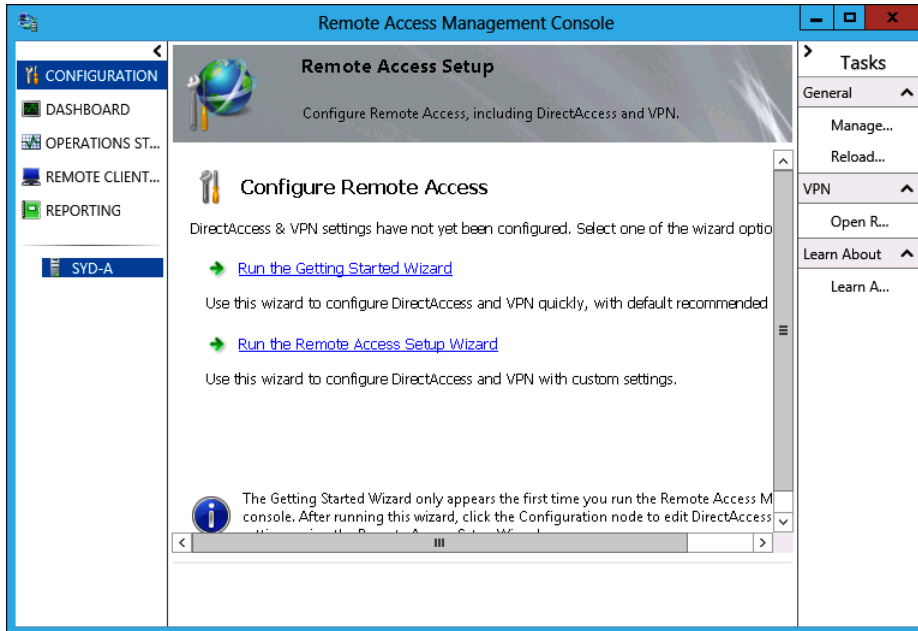 Remote Access Management Console
CONFIGURATION
DASHBOARD
OPERATIONS ST...
REMOTE CLIENT...
REPORTING
SYD-A
Remote Access Setup
Configure Remote Access, including DirectAccess and VPN.
Configure Remote Access
DirectAccess & VPN settings have not yet been configured. Select one of the wizard optio
Run the Getting Started Wizard
Use this wizard to configure DirectAccess and VPN quickly, with default recommended
Run the Remote Access Setup Wizard
Use this wizard to configure DirectAccess and VPN with custom settings.
The Getting Started Wizard only appears the first time you run the Remote Access M
console. After running this wizard, click the Configuration node to edit DirectAccess
Tasks
General
Manage...
Reload...
VPN
Open R...
Learn About
Learn A...